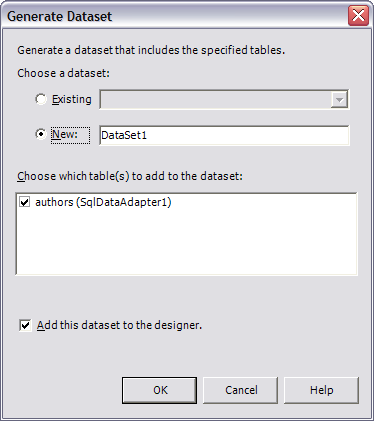 Generate Dataset
Generate a dataset that includes the specified tables.
Choose a dataset:
Existing
New: DataSet1
Choose which table(s) to add to the dataset:
authors (SqlDataAdapter1)
Add this dataset to the designer.
OK Cancel Help